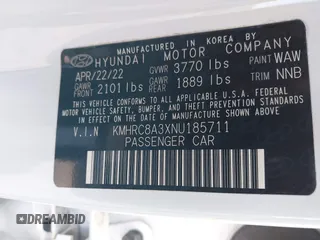 MANUFACTURED IN KOREA BY
HYUNDAI MOTOR COMPANY
APR/22/22 GVWR 3770 lbs PAINT WAW
GAWR FRONT 2101 lbs GAWR REAR 1889 lbs TRIM NNB
THIS VEHICLE CONFORMS TO ALL APPLICABLE U.S. FEDERAL
MOTOR VEHICLE SAFETY, BUMPER, AND THEFT PREVENTION
STANDARDS IN EFFECT ON THE DATE OF MANUFACTURE SHOWN ABOVE.
V.I.N KMHRC8A3XNU185711
PASSENGER CAR
DREAMBID